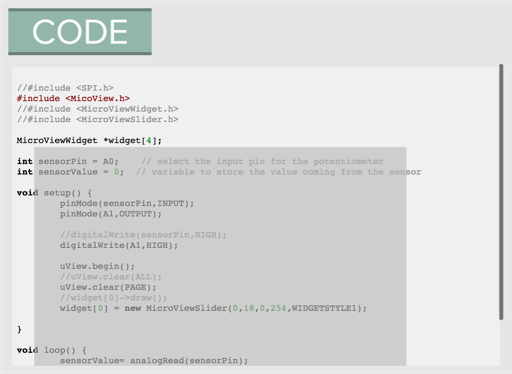 CODE
//#include <SPI.h>
#include <MicoView.h>
//#include <MicroViewWidget.h>
//#include <MicroViewSlider.h>
MicroViewWidget *widget[4];
int sensorPin = A0;    // select the input pin for the potentiometer
int sensorValue = 0;  // variable to store the value coming from the sensor
void setup() {
pinMode(sensorPin,INPUT);
pinMode(A1,OUTPUT);
//digitalWrite(sensorPin,HIGH);
digitalWrite(A1,HIGH);
uView.begin();
//uView.clear(ALL);
uView.clear(PAGE);
//widget[0]->draw();
widget[0] = new MicroViewSlider(0,18,0,254,WIDGETSTYLE1);
}
void loop() {
sensorValue= analogRead(sensorPin);